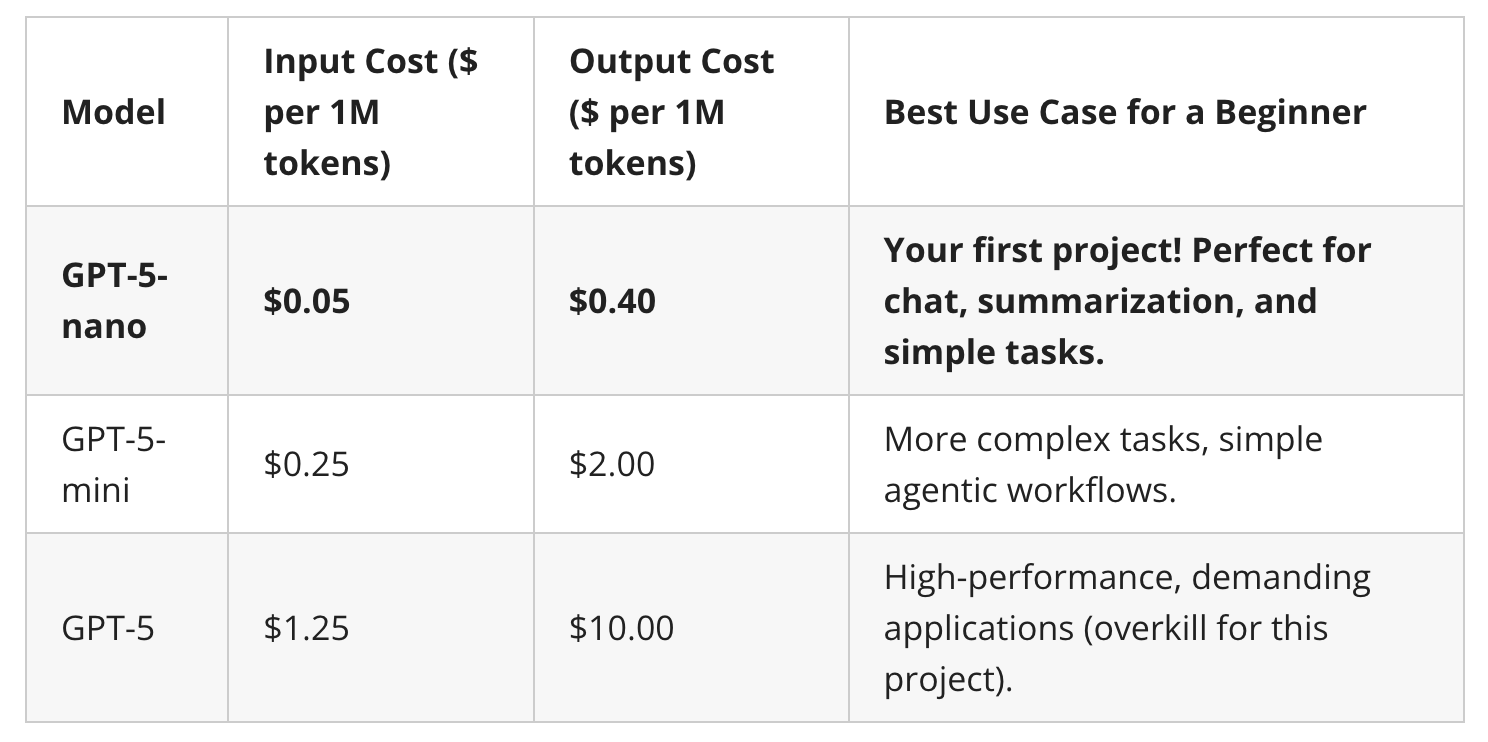 Model
Input Cost ($
per 1M
tokens)
Output Cost
($ per 1M
tokens)
Best Use Case for a Beginner
GPT-5-
nano
$0.05
$0.40
Your first project! Perfect for
chat, summarization, and
simple tasks.
GPT-5-
mini
$0.25
$2.00
More complex tasks, simple
agentic workflows.
GPT-5
$1.25
$10.00
High-performance, demanding
applications (overkill for this
project).